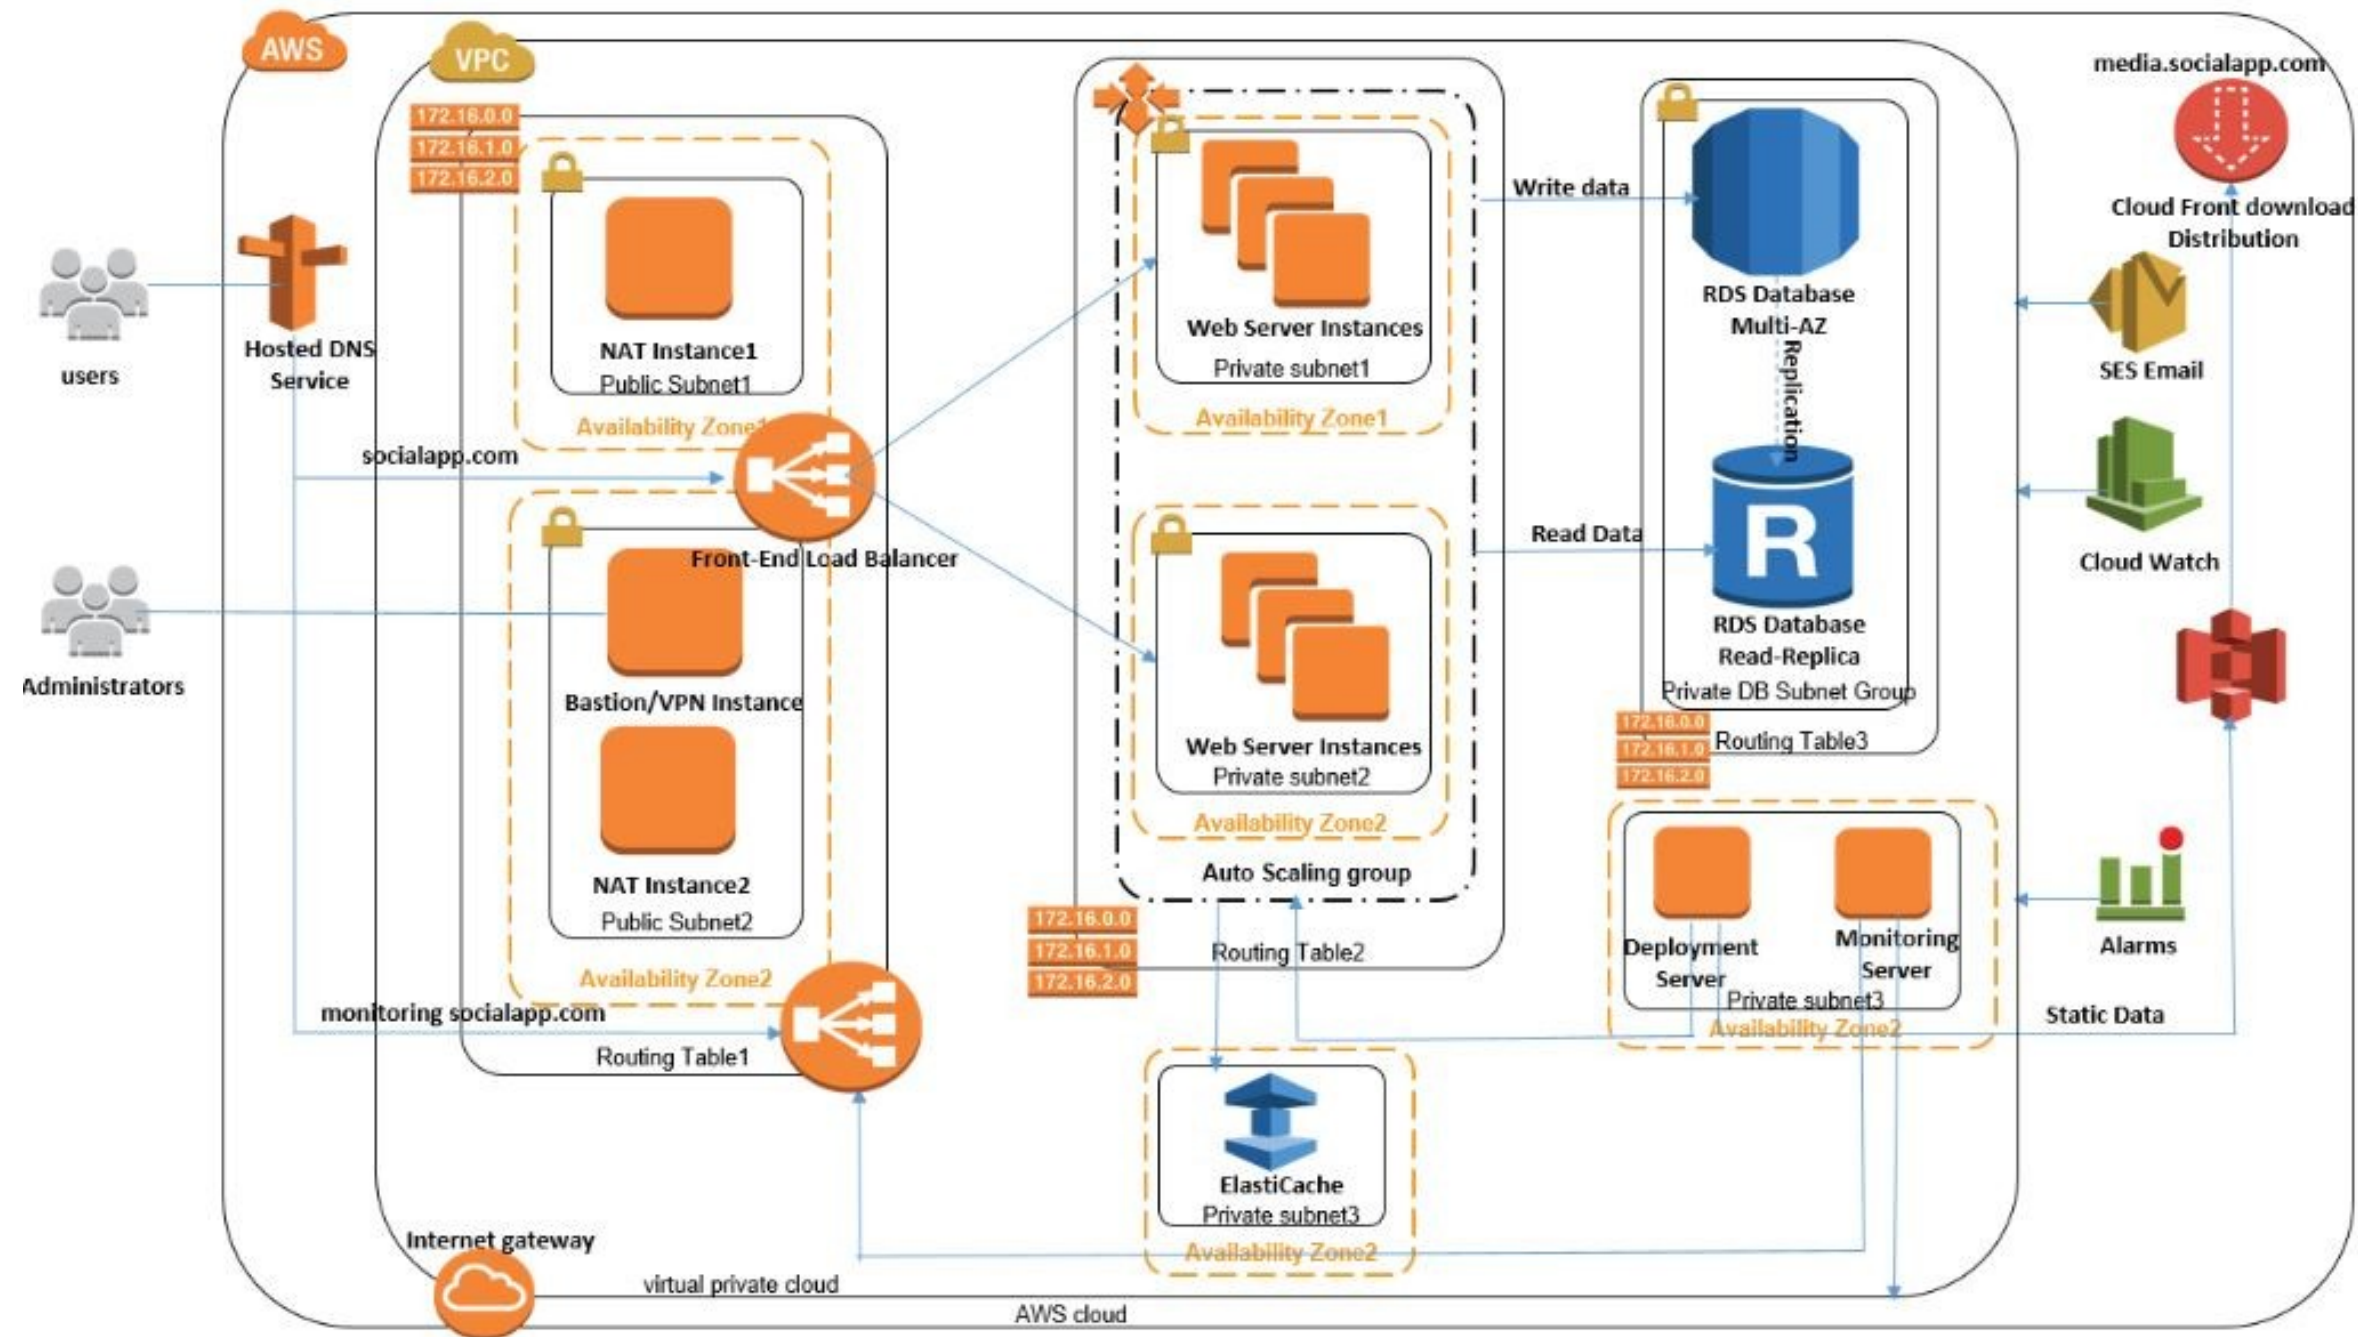 AWS
VPC
172.16.0.0
172.16.1.0
172.16.2.0
users
Hosted DNS
Service
Administrators
socialapp.com
monitoring socialapp.com
NAT Instance1
Public Subnet1
Availability Zone1
Front-End Load Balancer
Bastion/VPN Instance
NAT Instance2
Public Subnet2
Availability Zone2
Routing Table1
Web Server Instances
Private subnet1
Availability Zone1
Web Server Instances
Private subnet2
Availability Zone2
Auto Scaling group
172.16.0.0
172.16.1.0
172.16.2.0
Routing Table2
ElastiCache
Private subnet3
Availability Zone2
Write data
Read Data
RDS Database
Multi-AZ
Replication
R
RDS Database
Read-Replica
Private DB Subnet Group
172.16.0.0
172.16.1.0
172.16.2.0
Routing Table3
Deployment
Server
Monitoring
Server
Private subnet3
Availability Zone2
media.socialapp.com
Cloud Front download
Distribution
SES Email
Cloud Watch
Alarms
Static Data
Internet gateway
virtual private cloud
AWS cloud